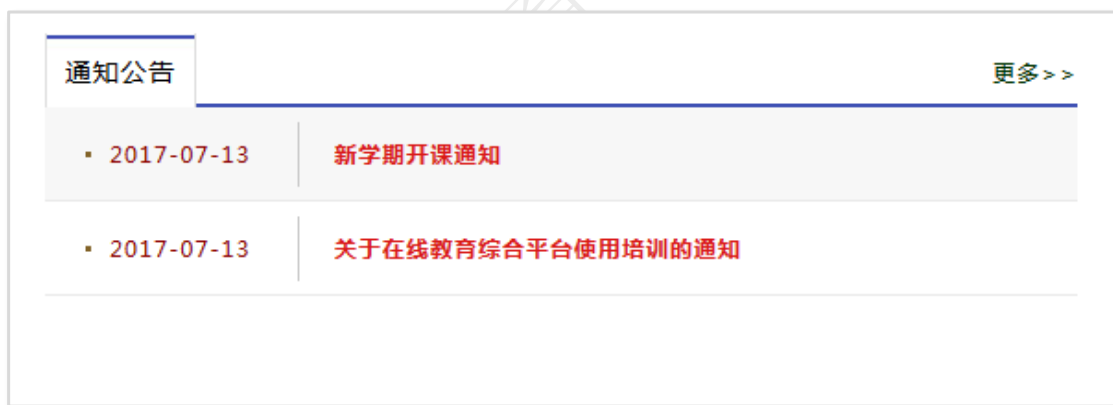 通知公告
更多>>
▪ 2017-07-13 新学期开课通知
▪ 2017-07-13 关于在线教育综合平台使用培训的通知